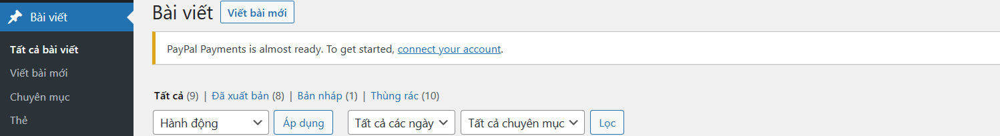 Bài viết
Tất cả bài viết
Viết bài mới
Chuyên mục
Thẻ
Bài viết Viết bài mới
PayPal Payments is almost ready. To get started, connect your account.
Tất cả (9) | Đã xuất bản (8) | Bản nháp (1) | Thùng rác (10)
Hành động Áp dụng Tất cả các ngày Tất cả chuyên mục Lọc